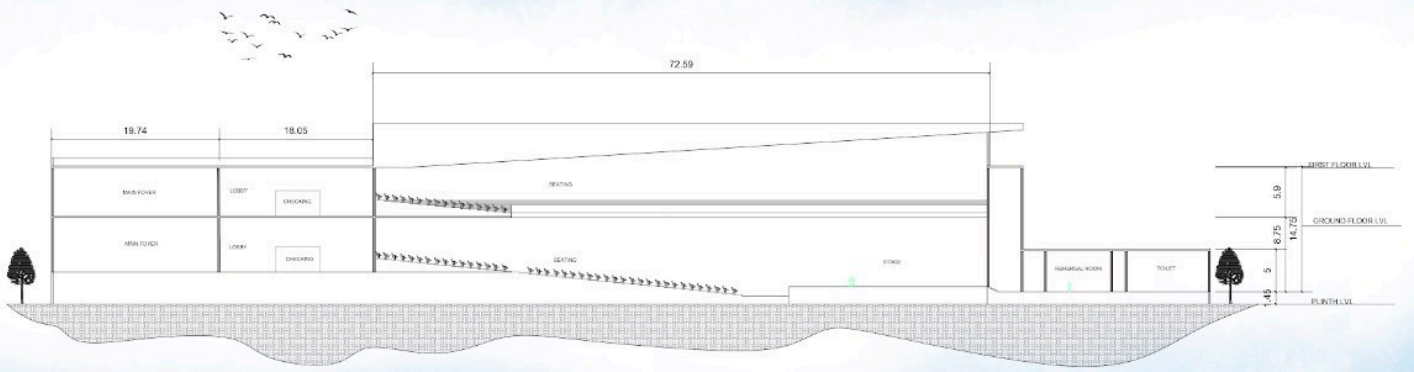 72.59
19.74
18.05
FIRST FLOOR LVL
SEATING
MAIN FOYER
LOBBY
CHECKING
5.9
GROUND FLOOR LVL
14.75
8.75
MAIN FOYER
LOBBY
CHECKING
SEATING
STAGE
REHERSAL ROOM
TOILET
5
1.45
PLINTH LVL